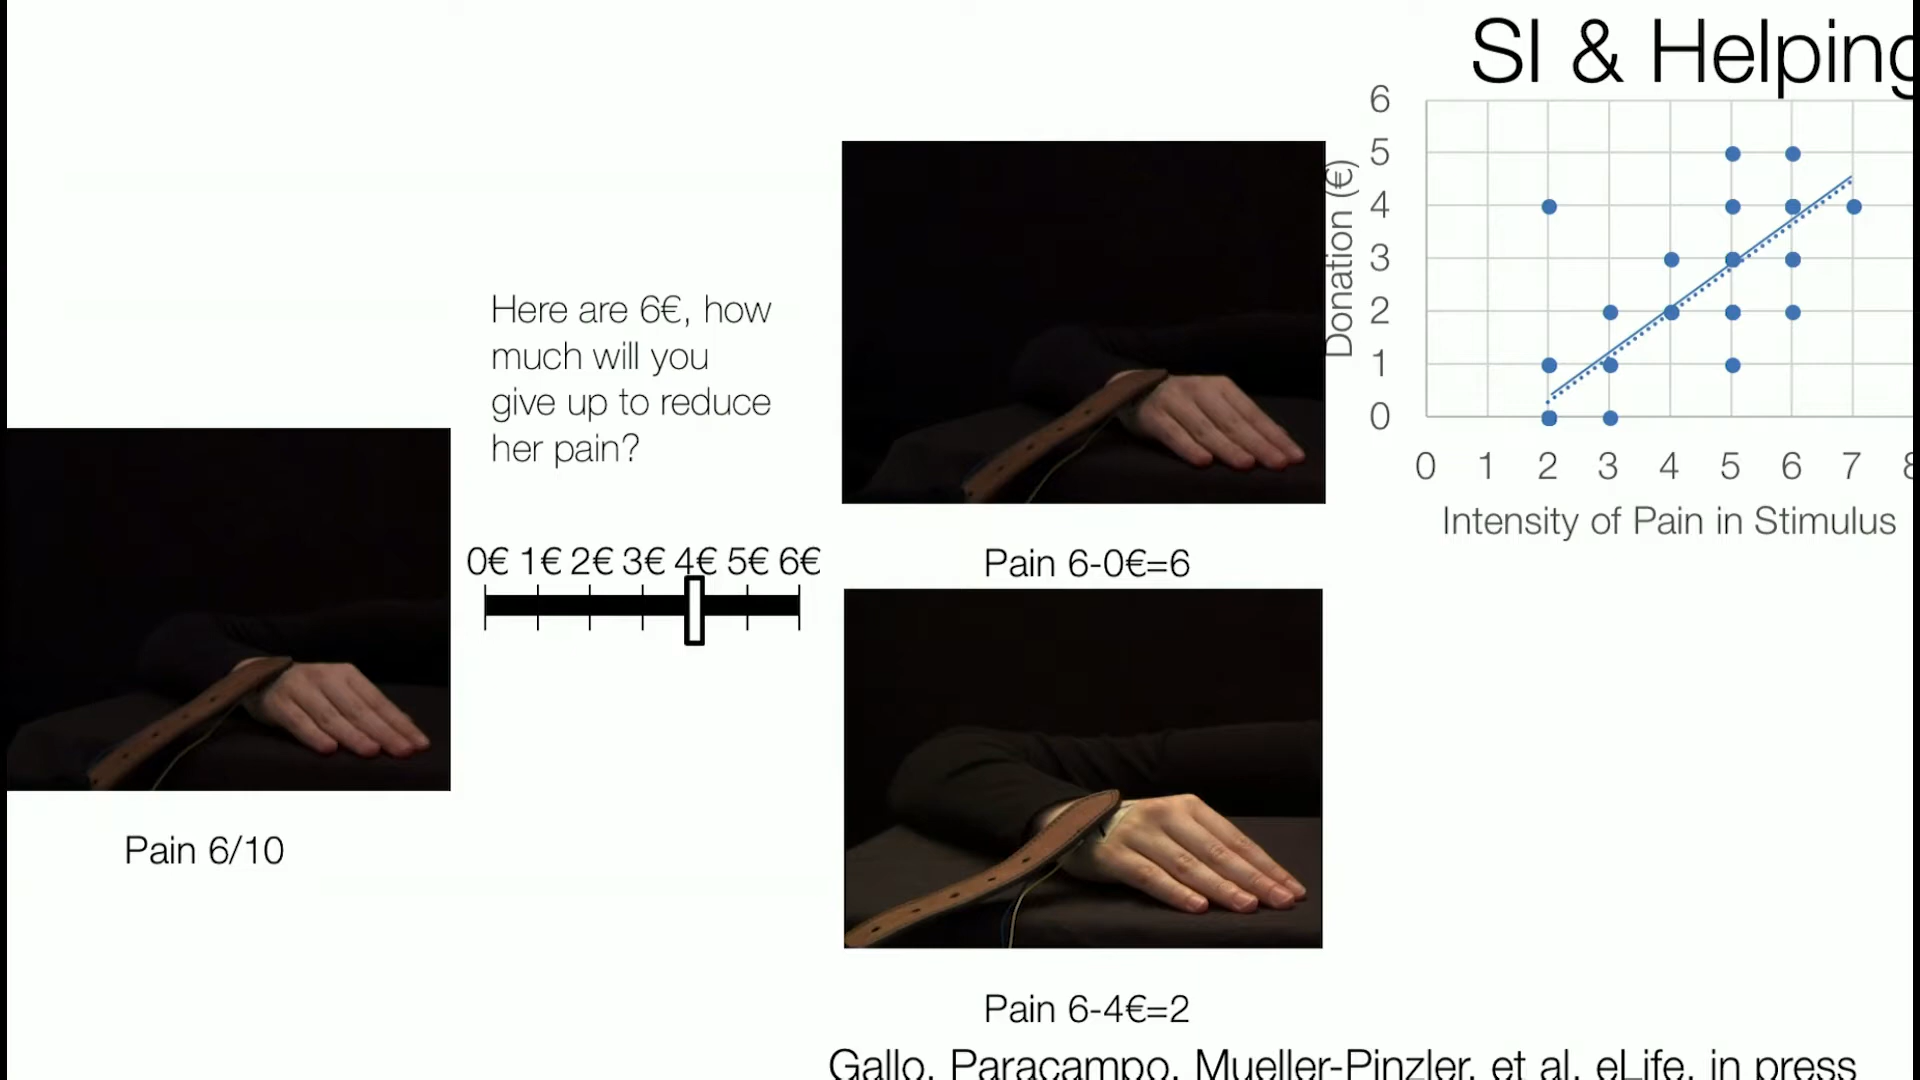 SI & Helping
Here are 6€, how
much will you
give up to reduce
her pain?
0€ 1€ 2€ 3€ 4€ 5€ 6€
Pain 6/10
Pain 6-0€=6
Pain 6-4€=2
Donation (€)
6
5
4
3
2
1
0
0 1 2 3 4 5 6 7 8
Intensity of Pain in Stimulus
Gallo, Paracampo, Mueller-Pinzler, et al, eLife, in press